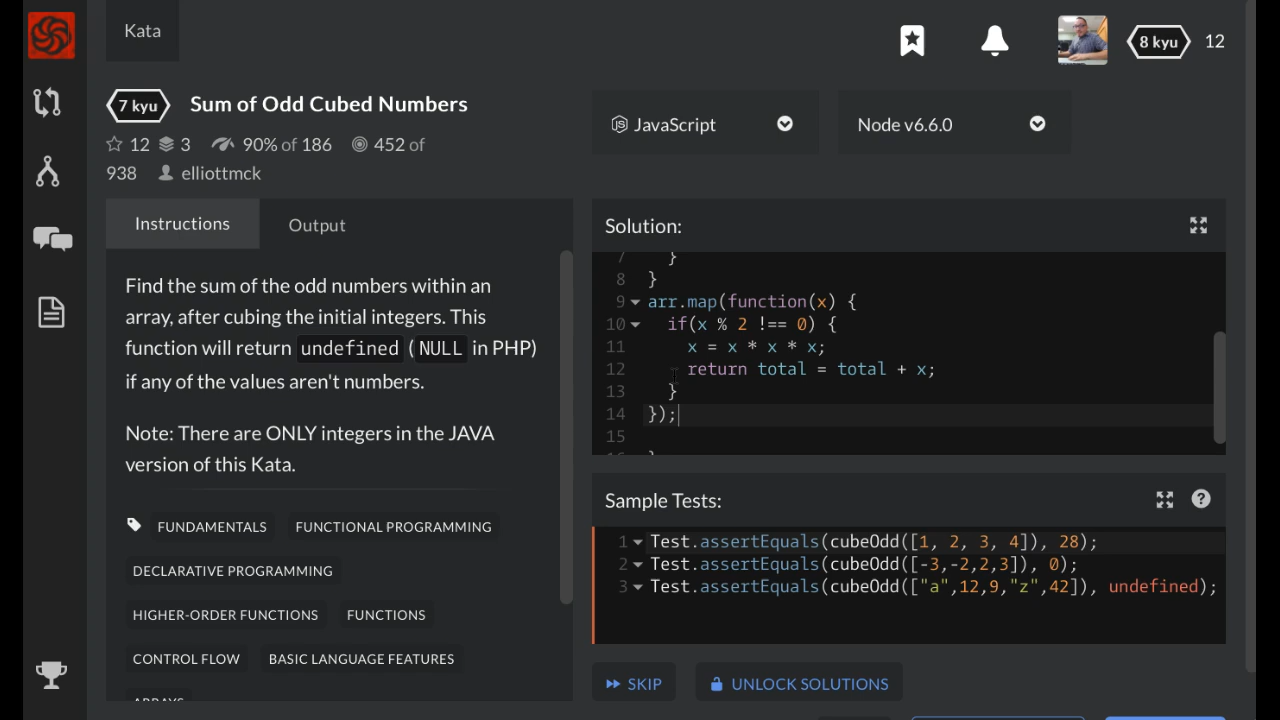 Kata
8 kyu 12
7 kyu Sum of Odd Cubed Numbers
12 3 90% of 186 452 of
938 elliottmck
JavaScript
Node v6.6.0
Instructions
Output
Find the sum of the odd numbers within an
array, after cubing the initial integers. This
function will return undefined (NULL in PHP)
if any of the values aren't numbers.
Note: There are ONLY integers in the JAVA
version of this Kata.
FUNDAMENTALS FUNCTIONAL PROGRAMMING
DECLARATIVE PROGRAMMING
HIGHER-ORDER FUNCTIONS FUNCTIONS
CONTROL FLOW BASIC LANGUAGE FEATURES
ARRAYS
Solution:
7 }
8 }
9 arr.map(function(x) {
10 if(x % 2 !== 0) {
11 x = x * x * x;
12 return total = total + x;
13 }
14 });
15
Sample Tests:
1 Test.assertEquals(cubeOdd([1, 2, 3, 4]), 28);
2 Test.assertEquals(cubeOdd([-3,-2,2,3]), 0);
3 Test.assertEquals(cubeOdd(["a",12,9,"z",42]), undefined);
SKIP
UNLOCK SOLUTIONS